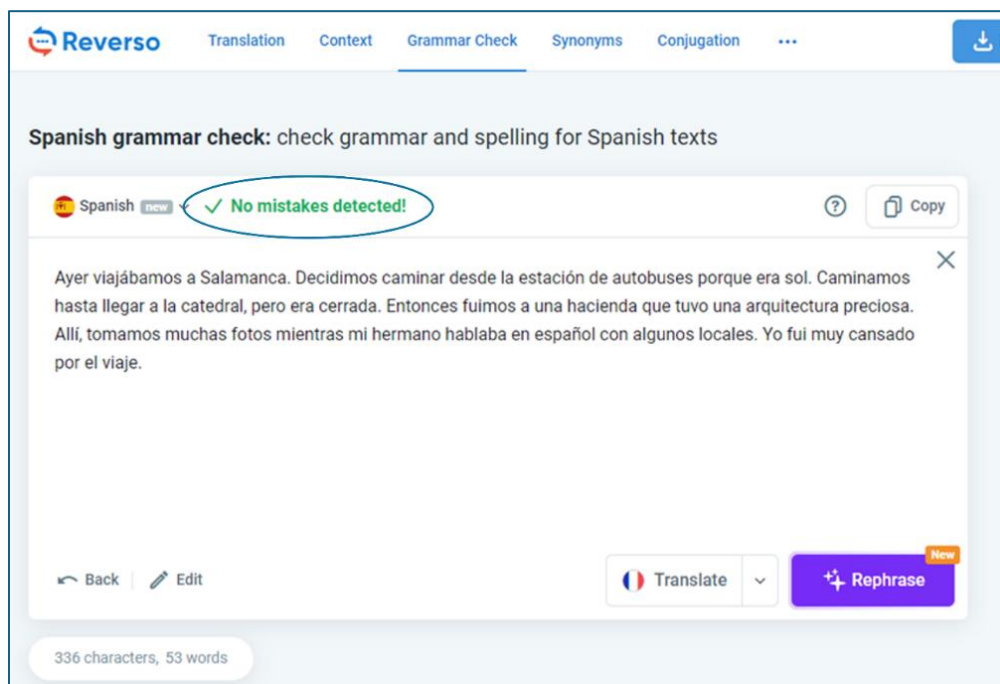 Reverso Translation Context Grammar Check Synonyms Conjugation ...
Spanish grammar check: check grammar and spelling for Spanish texts
Spanish new No mistakes detected! ? Copy
Ayer viajábamos a Salamanca. Decidimos caminar desde la estación de autobuses porque era sol. Caminamos
hasta llegar a la catedral, pero era cerrada. Entonces fuimos a una hacienda que tuvo una arquitectura preciosa.
Allí, tomamos muchas fotos mientras mi hermano hablaba en español con algunos locales. Yo fui muy cansado
por el viaje.
New
Back Edit Translate Rephrase
336 characters, 53 words